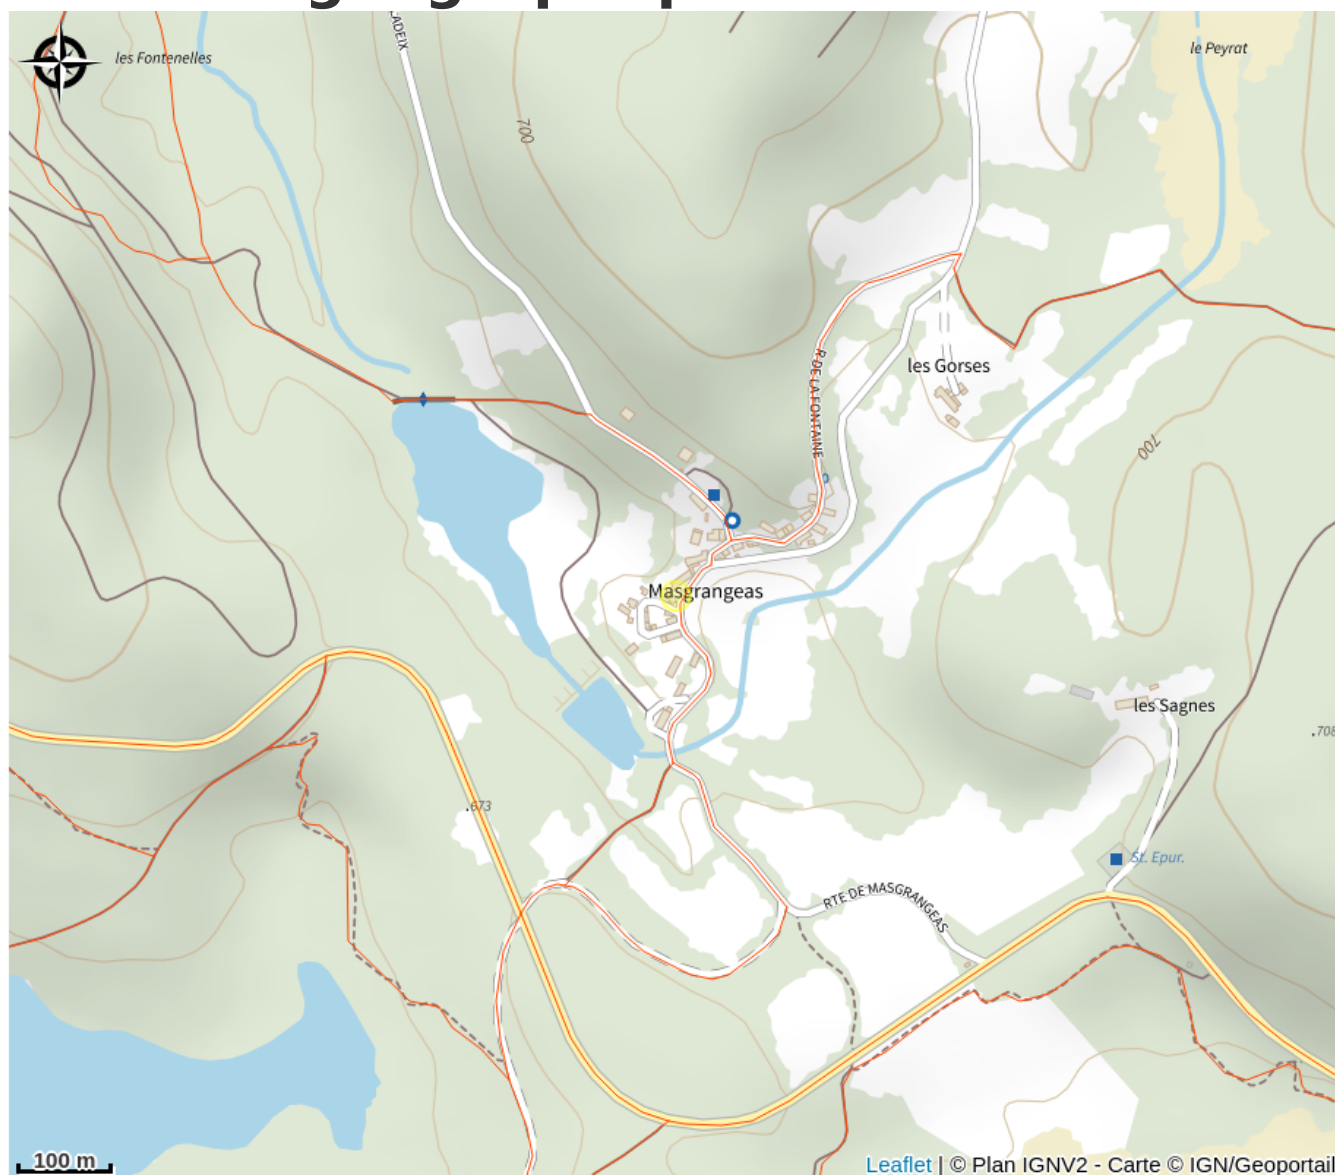 les Fontenelles
le Peyrat
700
R DE LA FONTAINE
les Gorses
700
Masgrangeas
les Sagnes
.708
.673
St. Epur.
RTE DE MASGRANGEAS
100 m
Leaflet | © Plan IGNV2 - Carte © IGN/Geoportail